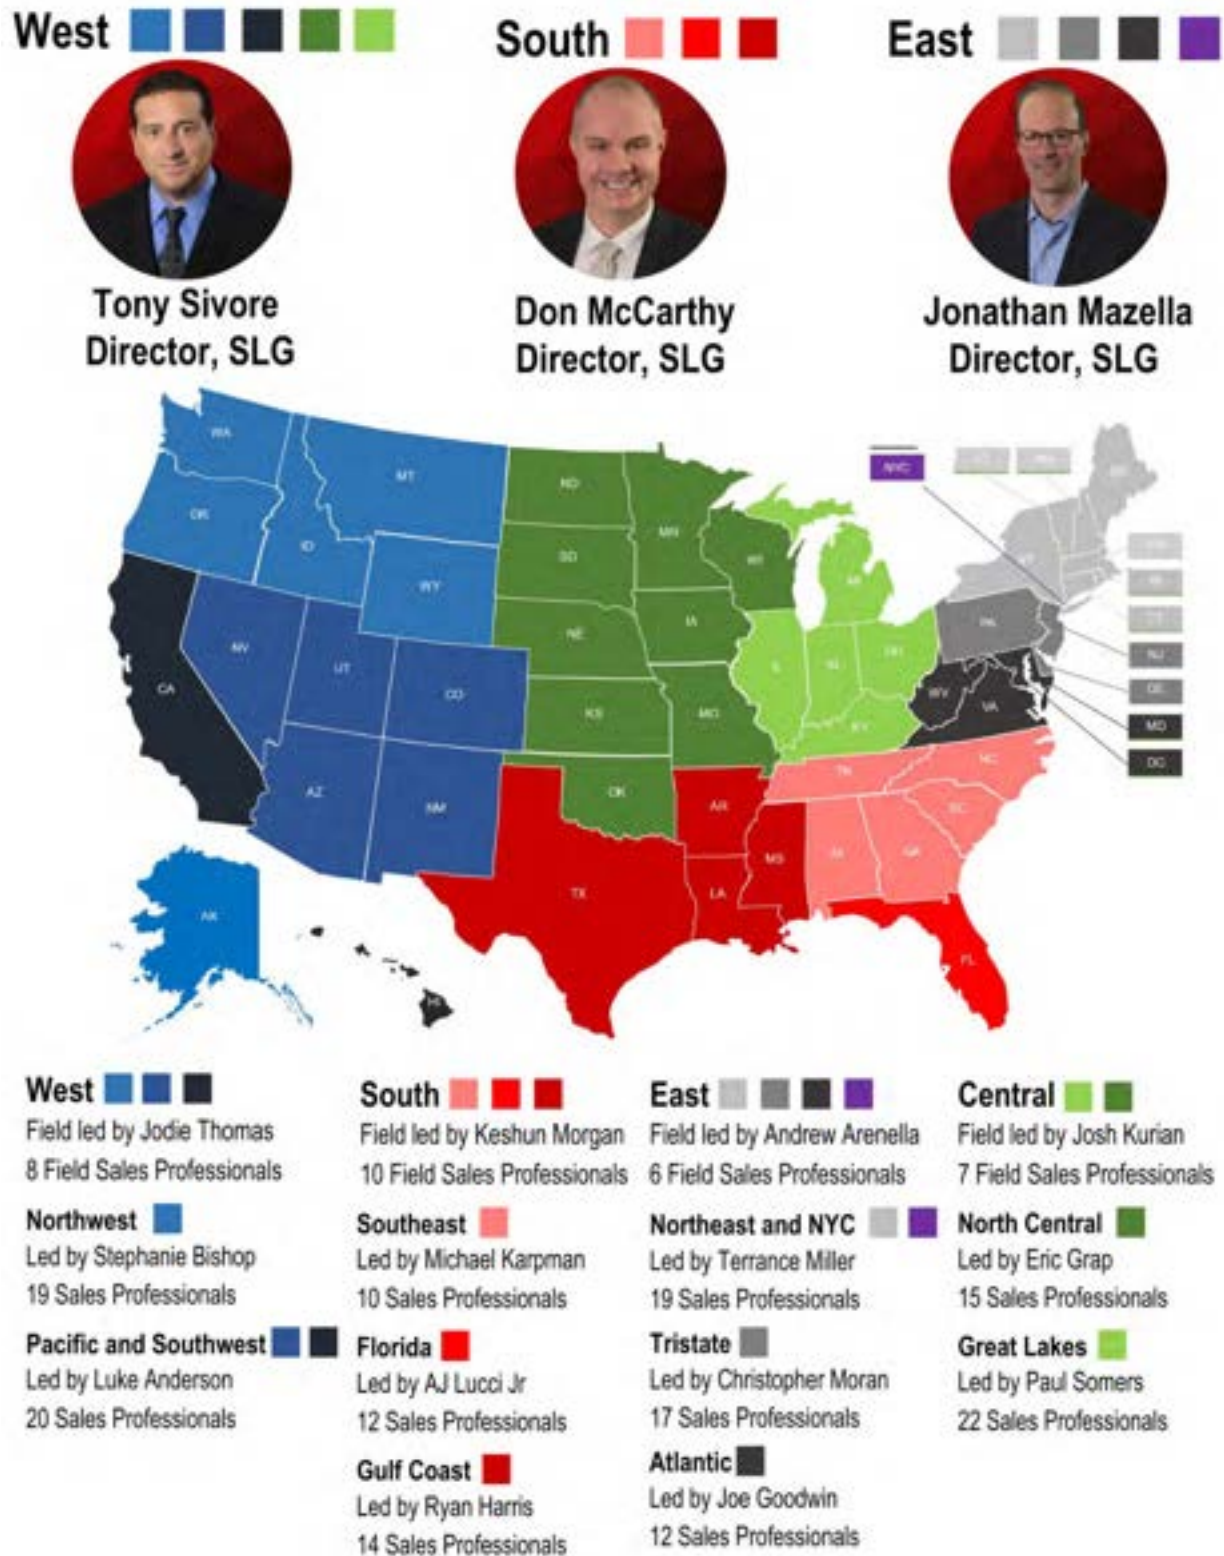 West
South
East
Tony Sivore
Director, SLG
Don McCarthy
Director, SLG
Jonathan Mazella
Director, SLG
WA
MT
ND
NYC
OR
ID
MN
SD
WI
WY
MI
NE
IA
PA
NV
UT
CO
IL
OH
NJ
CA
KS
MO
WV
VA
DE
KY
MD
AZ
NM
OK
TN
NC
DC
AR
SC
MS
GA
TX
LA
AK
FL
HI
West
Field led by Jodie Thomas
8 Field Sales Professionals
Northwest
Led by Stephanie Bishop
19 Sales Professionals
Pacific and Southwest
Led by Luke Anderson
20 Sales Professionals
South
Field led by Keshun Morgan
10 Field Sales Professionals
Southeast
Led by Michael Karpman
10 Sales Professionals
Florida
Led by AJ Lucci Jr
12 Sales Professionals
Gulf Coast
Led by Ryan Harris
14 Sales Professionals
East
Field led by Andrew Arenella
6 Field Sales Professionals
Northeast and NYC
Led by Terrance Miller
19 Sales Professionals
Tristate
Led by Christopher Moran
17 Sales Professionals
Atlantic
Led by Joe Goodwin
12 Sales Professionals
Central
Field led by Josh Kurian
7 Field Sales Professionals
North Central
Led by Eric Grap
15 Sales Professionals
Great Lakes
Led by Paul Somers
22 Sales Professionals